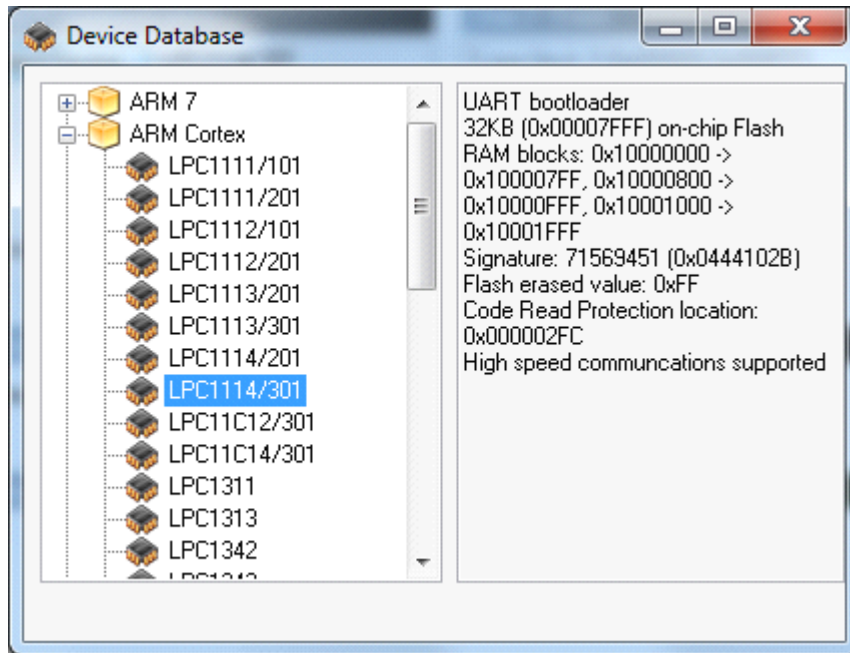 Device Database
ARM 7
ARM Cortex
LPC1111/101
LPC1111/201
LPC1112/101
LPC1112/201
LPC1113/201
LPC1113/301
LPC1114/201
LPC1114/301
LPC11C12/301
LPC11C14/301
LPC1311
LPC1313
LPC1342
UART bootloader
32KB (0x00007FFF) on-chip Flash
RAM blocks: 0x10000000 ->
0x100007FF, 0x10000800 ->
0x10000FFF, 0x10001000 ->
0x10001FFF
Signature: 71569451 (0x0444102B)
Flash erased value: 0xFF
Code Read Protection location:
0x000002FC
High speed communcations supported